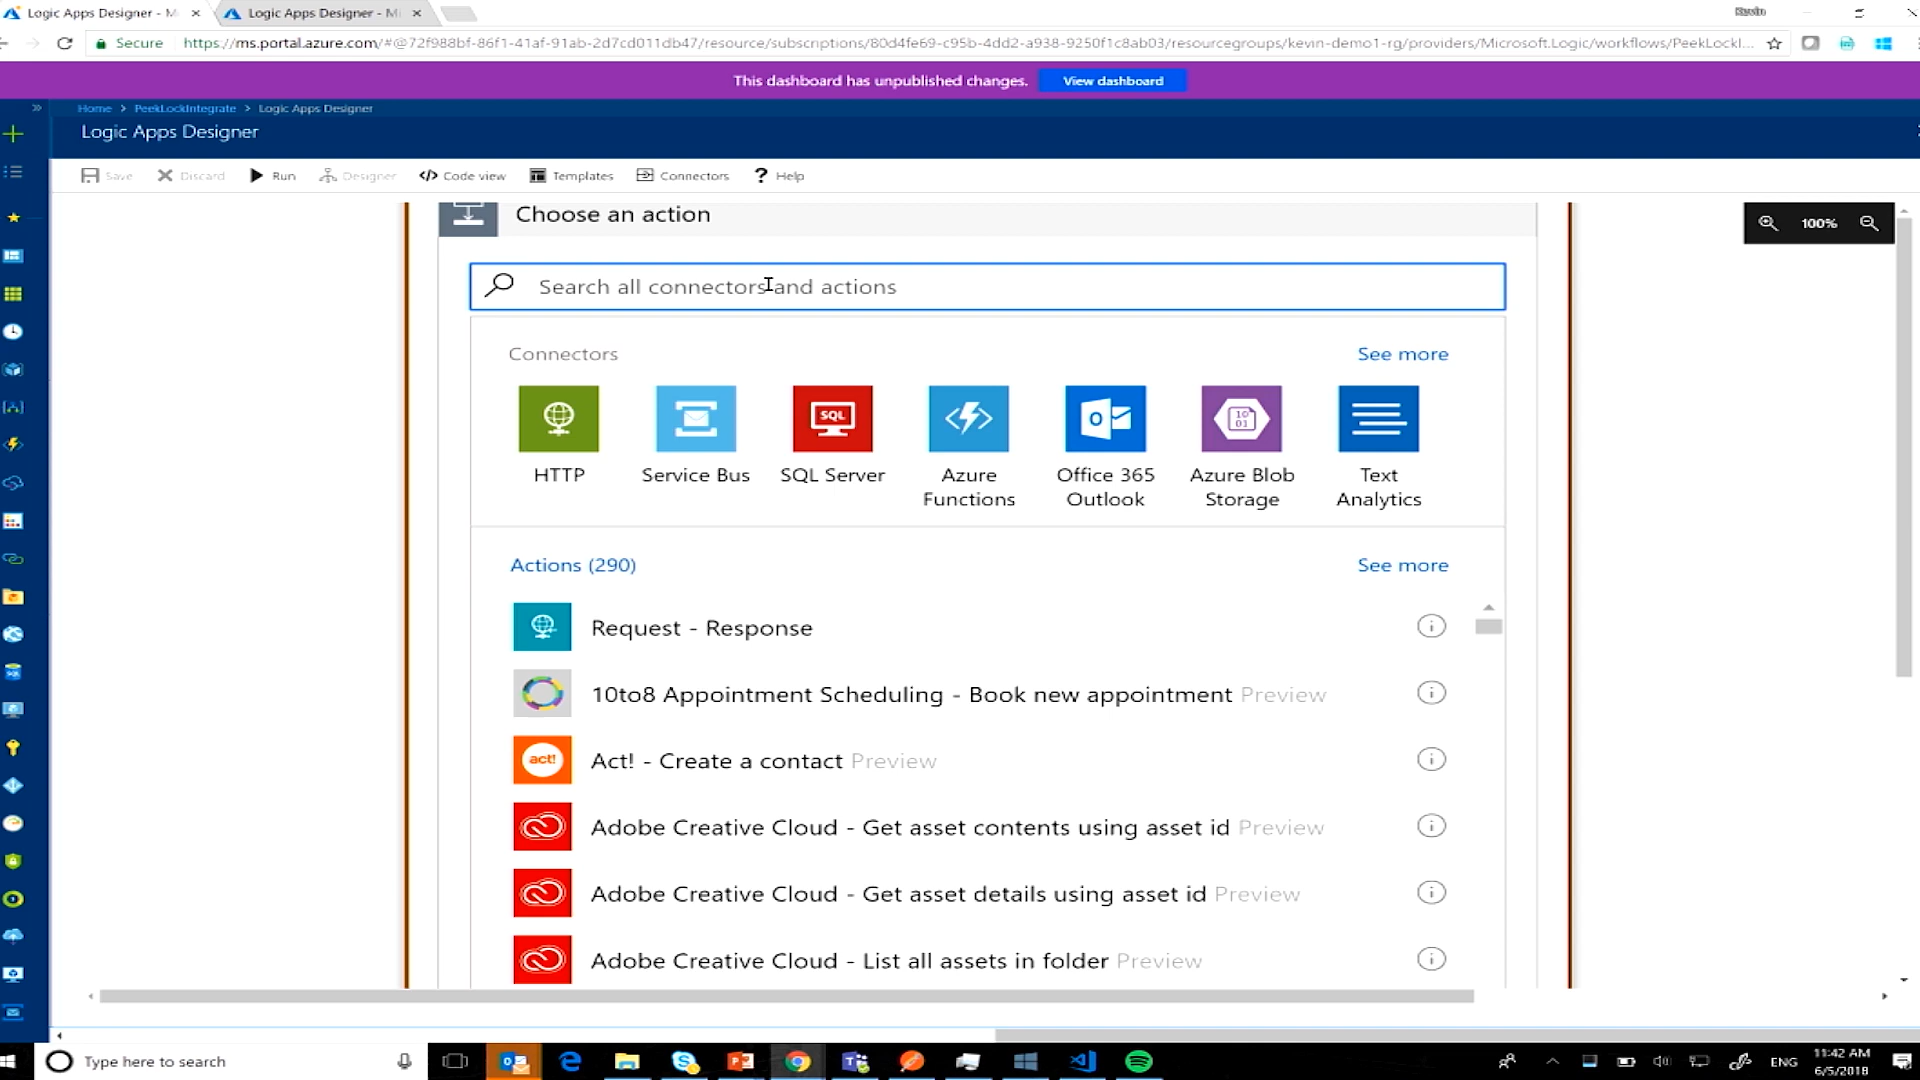 Logic Apps Designer - M
Logic Apps Designer - Mi
Kevin
Secure
https://ms.portal.azure.com/#@72f988bf-86f1-41af-91ab-2d7cd011db47/resource/subscriptions/80d4fe69-c95b-4dd2-a938-9250f1c8ab03/resourcegroups/kevin-demo1-rg/providers/Microsoft.Logic/workflows/PeekLockI...
This dashboard has unpublished changes.
View dashboard
Home > PeekLockIntegrate > Logic Apps Designer
Logic Apps Designer
Save
Discard
Run
Designer
</> Code view
Templates
Connectors
? Help
Choose an action
100%
Search all connectors and actions
Connectors
See more
SQL
10
01
HTTP
Service Bus
SQL Server
Azure
Functions
Office 365
Outlook
Azure Blob
Storage
Text
Analytics
Actions (290)
See more
Request - Response
10to8 Appointment Scheduling - Book new appointment Preview
act!
Act! - Create a contact Preview
Adobe Creative Cloud - Get asset contents using asset id Preview
Adobe Creative Cloud - Get asset details using asset id Preview
Adobe Creative Cloud - List all assets in folder Preview
Type here to search
ENG
11:42 AM
6/5/2018